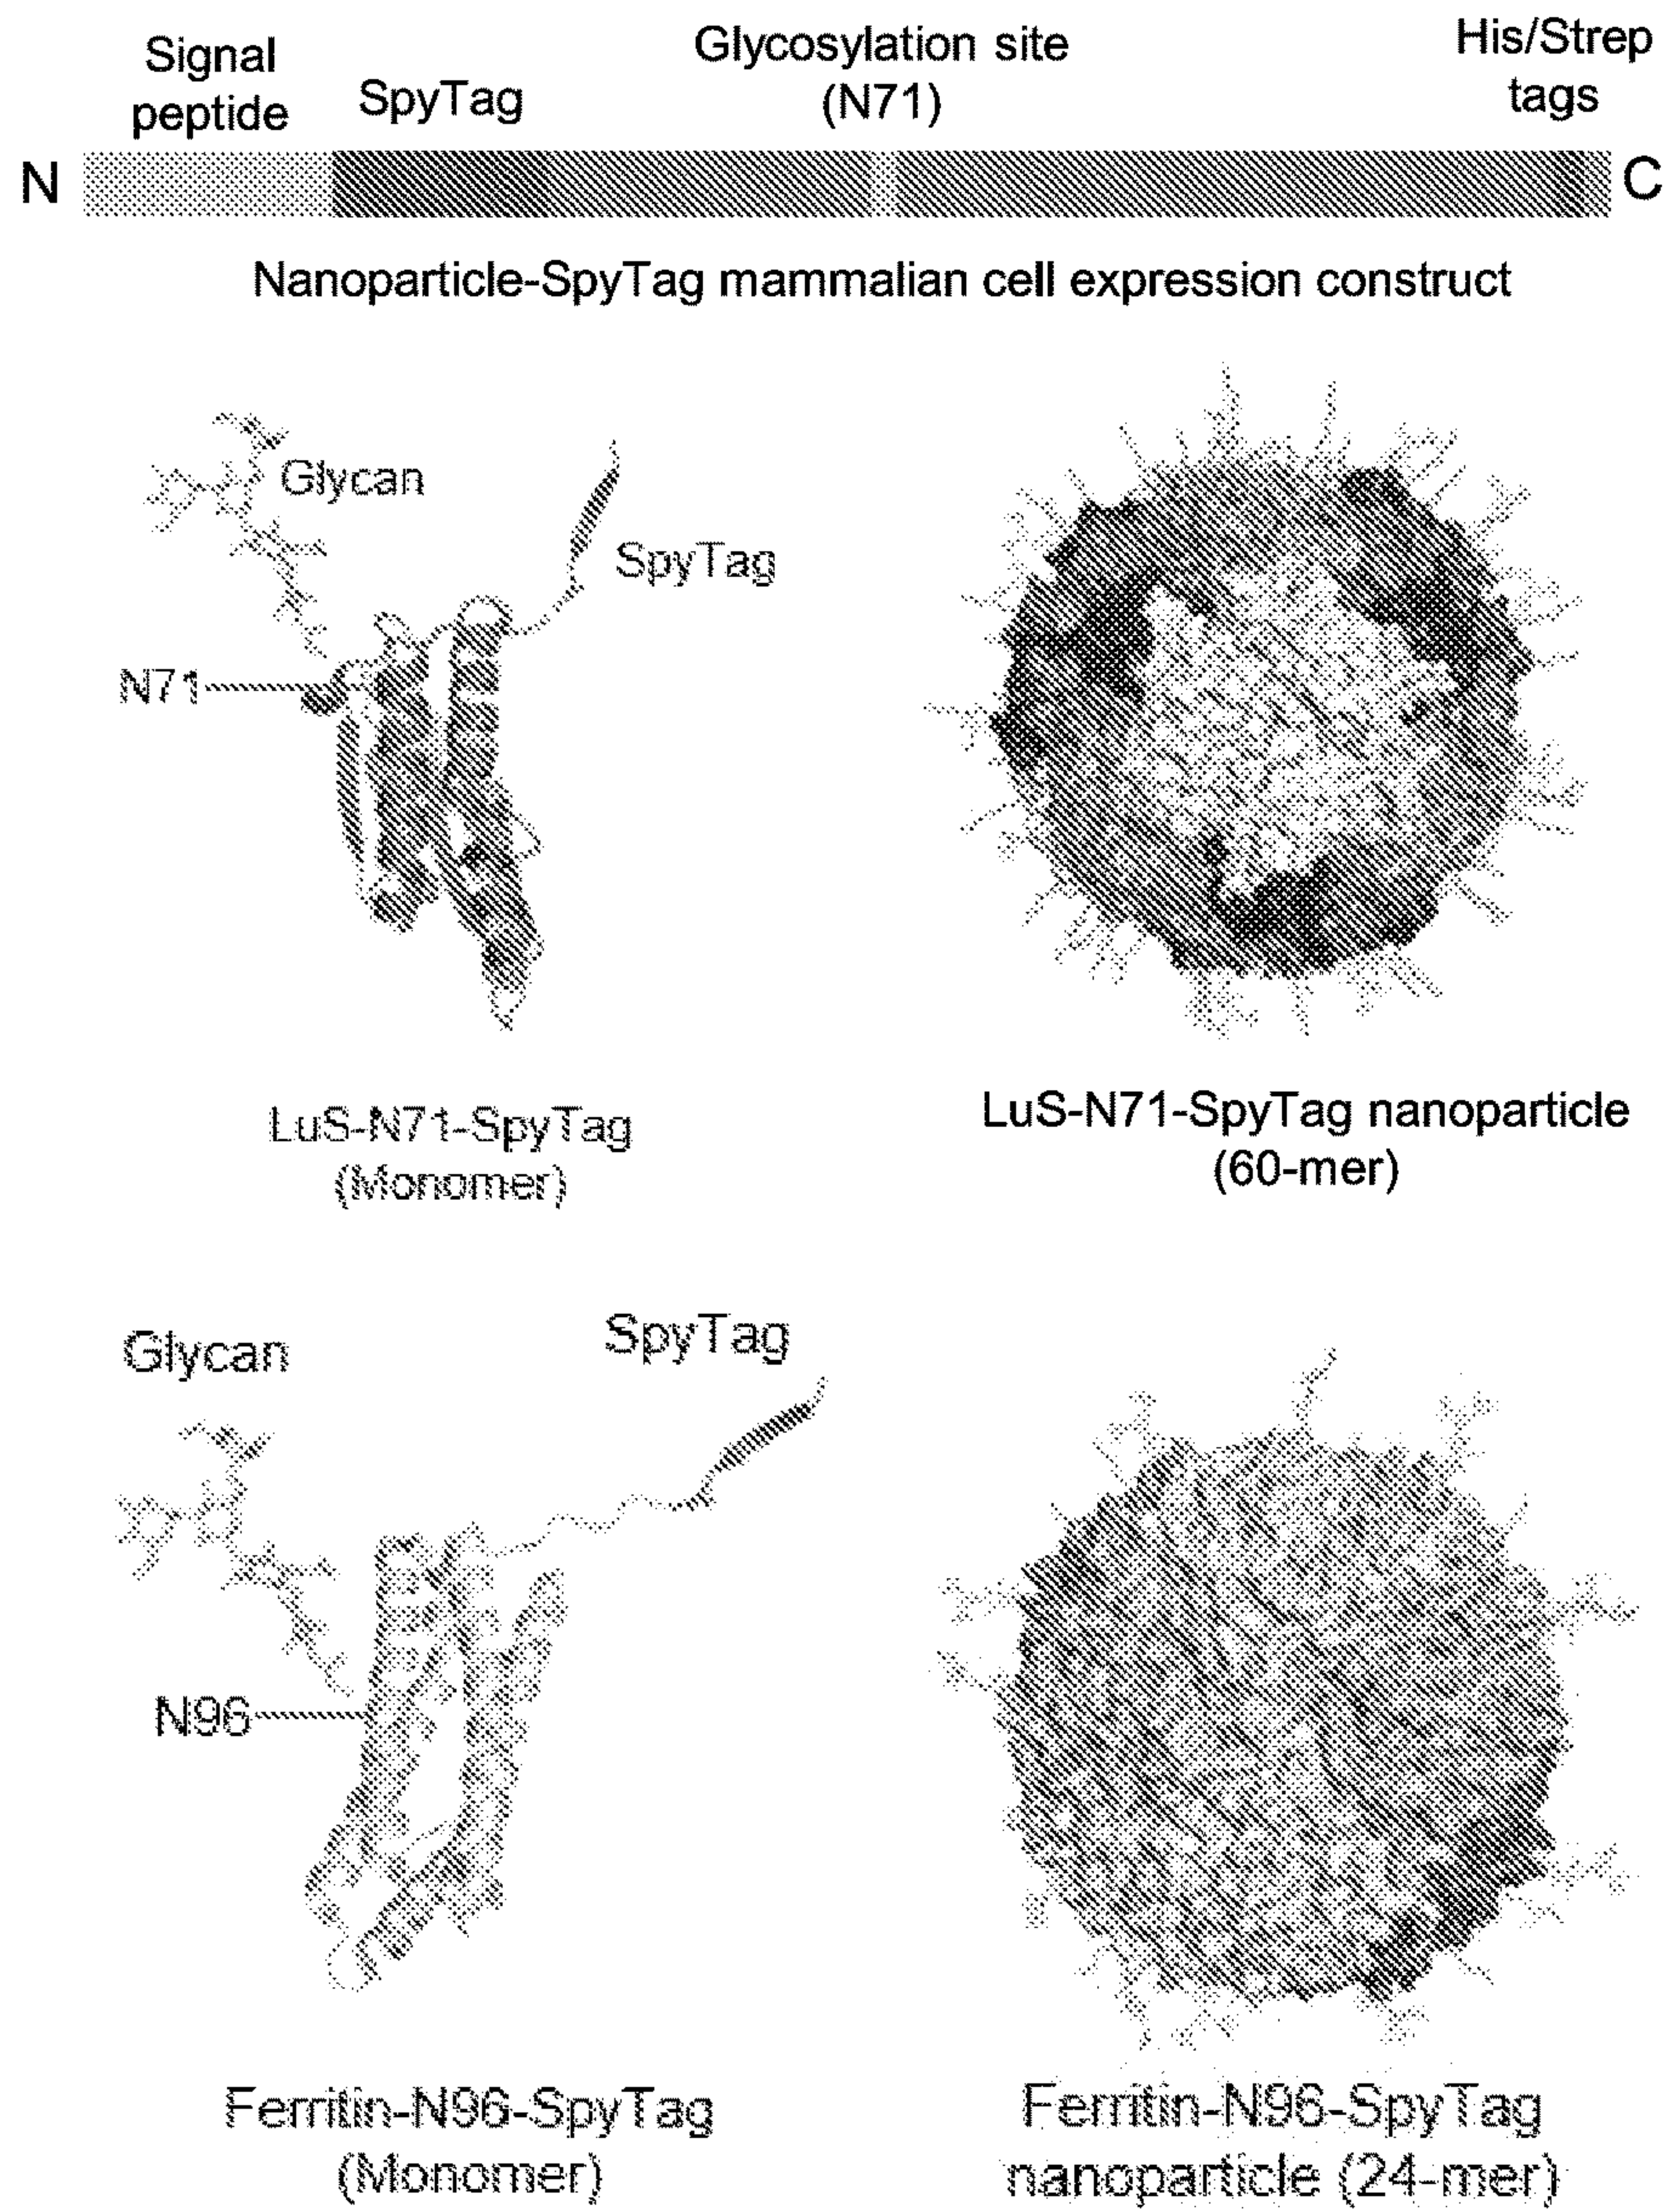 Signal
peptide
SpyTag
Glycosylation site
(N71)
His/Strep
tags
N
C
Nanoparticle-SpyTag mammalian cell expression construct
Glycan
SpyTag
N71
LuS-N71-SpyTag
(Monomer)
LuS-N71-SpyTag nanoparticle
(60-mer)
Glycan
SpyTag
N96
Ferritin-N96-SpyTag
(Monomer)
Ferritin-N96-SpyTag
nanoparticle (24-mer)